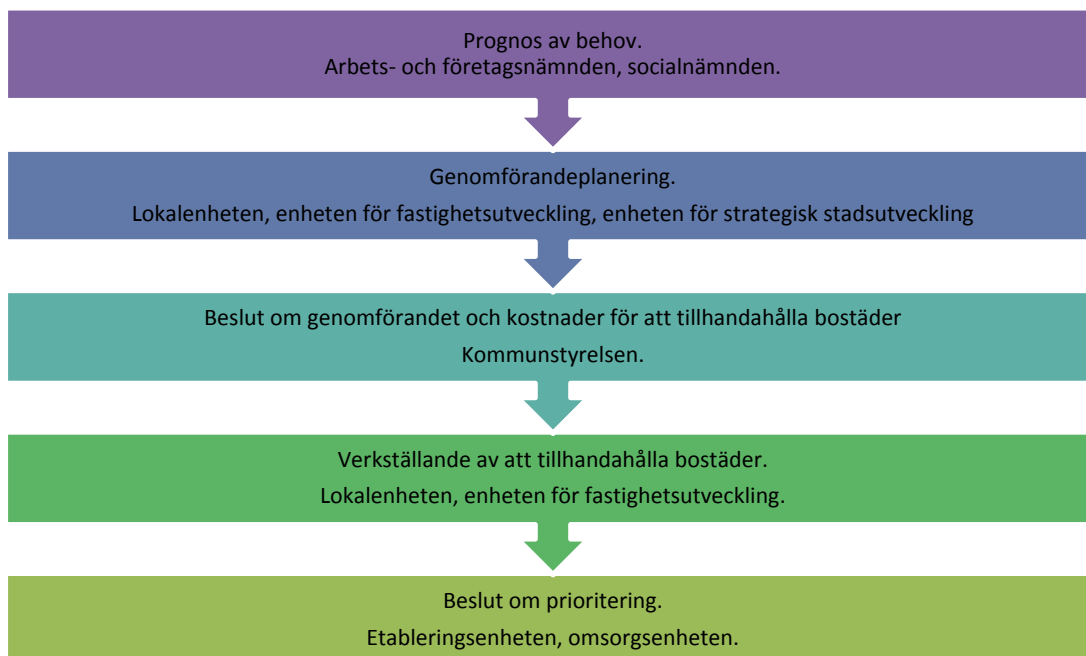 Prognos av behov.
Arbets- och företagsnämnden, socialnämnden.
Genomförandeplanering.
Lokalenheten, enheten för fastighetsutveckling, enheten för strategisk stadsutveckling
Beslut om genomförandet och kostnader för att tillhandahålla bostäder
Kommunstyrelsen.
Verkställande av att tillhandahålla bostäder.
Lokalenheten, enheten för fastighetsutveckling.
Beslut om prioritering.
Etableringsenheten, omsorgsenheten.